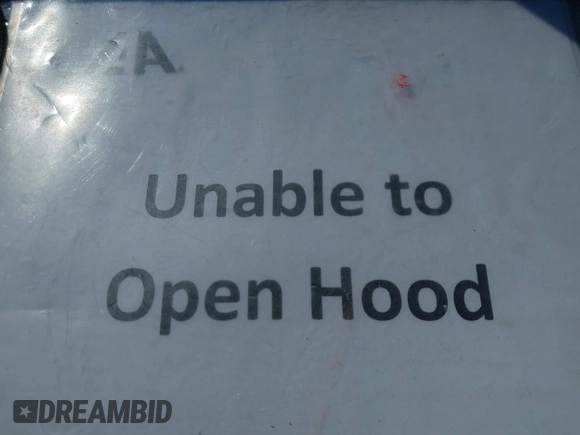 Unable to
Open Hood
DREAMBID